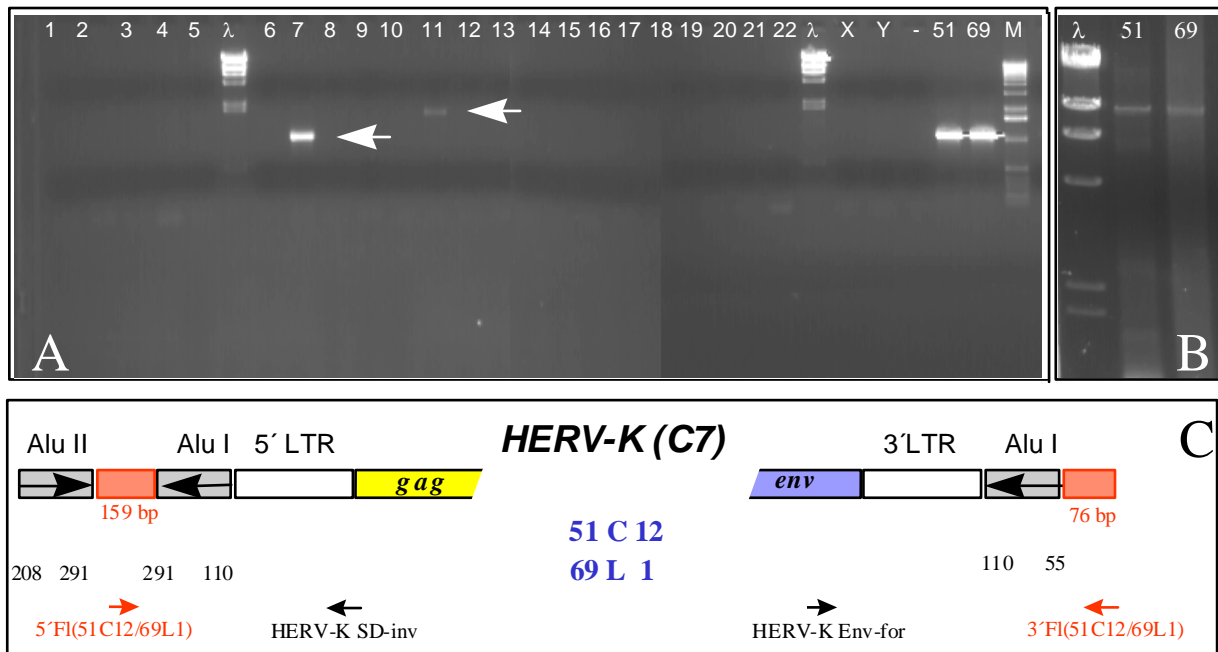 1 2 3 4 5 λ 6 7 8 9 10 11 12 13 14 15 16 17 18 19 20 21 22 λ X Y - 51 69 M
A
λ 51 69
B
HERV-K (C7)
C
Alu II Alu I 5´ LTR 3´LTR Alu I
gag env
159 bp 76 bp
51 C 12
69 L 1
208 291 291 110 110 55
5´Fl(51C12/69L1) HERV-K SD-inv HERV-K Env-for 3´Fl(51C12/69L1)